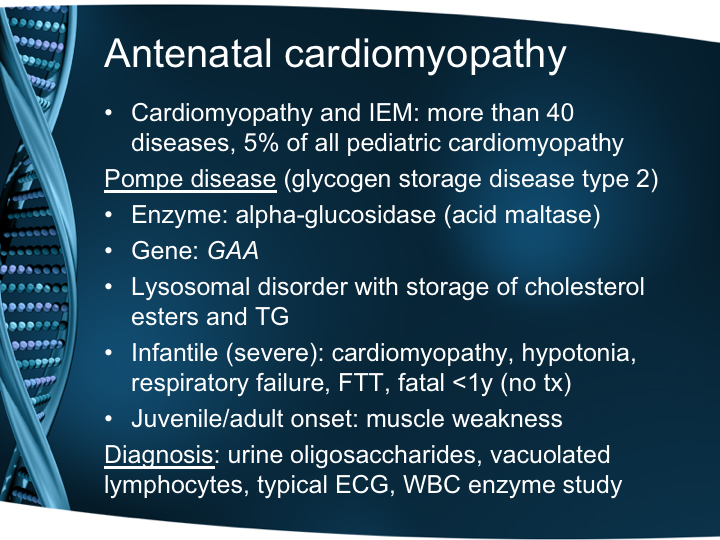 Antenatal cardiomyopathy
• Cardiomyopathy and IEM: more than 40
diseases, 5% of all pediatric cardiomyopathy
Pompe disease (glycogen storage disease type 2)
• Enzyme: alpha-glucosidase (acid maltase)
• Gene: GAA
• Lysosomal disorder with storage of cholesterol
esters and TG
• Infantile (severe): cardiomyopathy, hypotonia,
respiratory failure, FTT, fatal <1y (no tx)
• Juvenile/adult onset: muscle weakness
Diagnosis: urine oligosaccharides, vacuolated
lymphocytes, typical ECG, WBC enzyme study